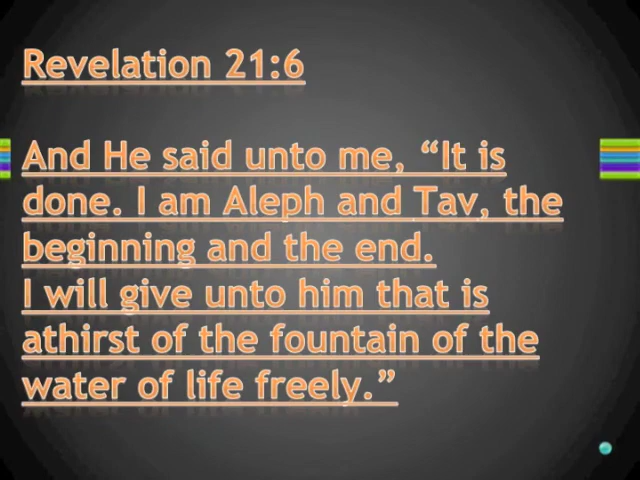 Revelation 21:6
And He said unto me, “It is
done. I am Aleph and Tav, the
beginning and the end.
I will give unto him that is
athirst of the fountain of the
water of life freely.”